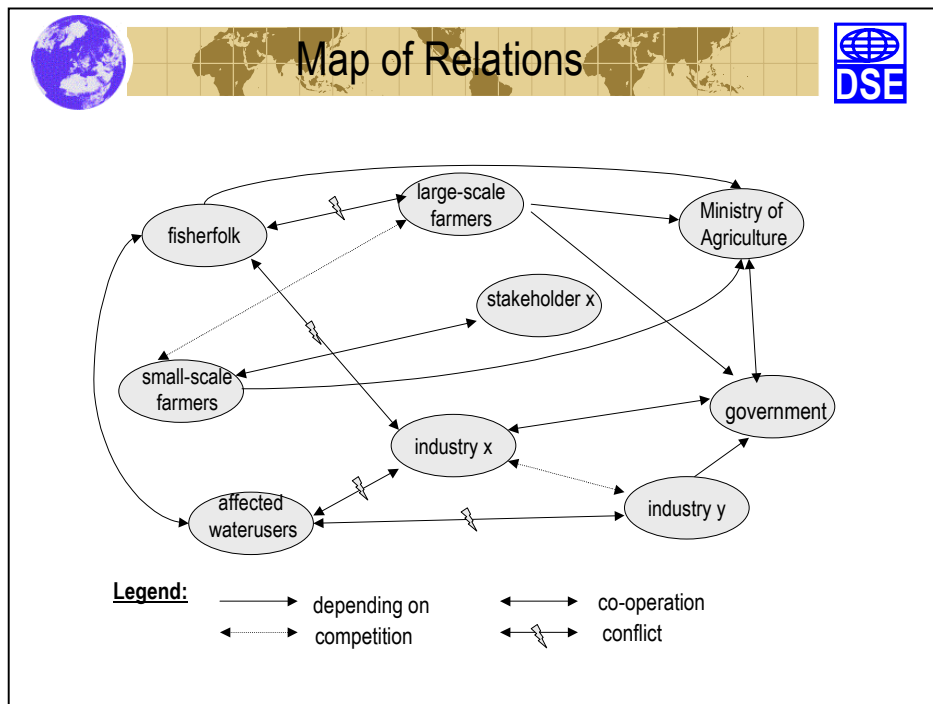 Map of Relations
DSE
large-scale
farmers
Ministry of
Agriculture
fisherfolk
stakeholder x
small-scale
farmers
government
industry x
affected
waterusers
industry y
Legend:
depending on
co-operation
competition
conflict